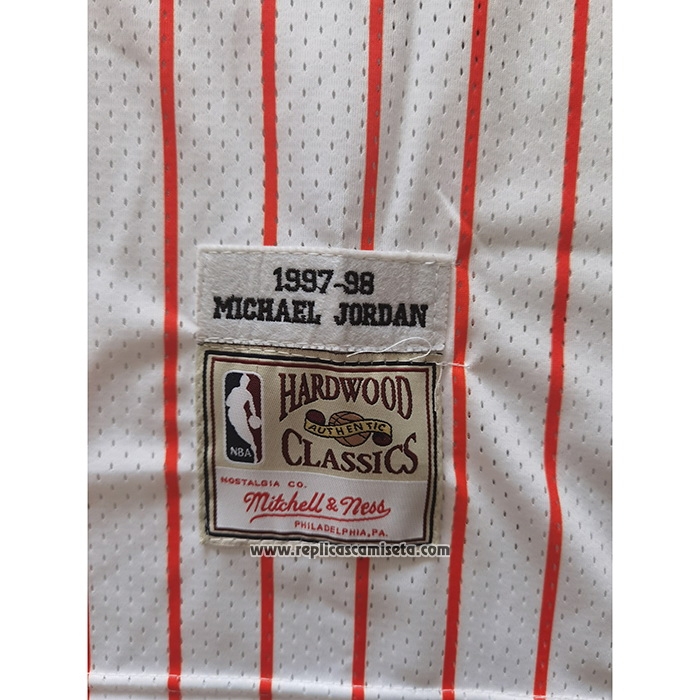 1997-98
MICHAEL JORDAN
HARDWOOD
AUTHENTIC
CLASSICS
NBA
NOSTALGIA CO.
Mitchell & Ness
PHILADELPHIA, PA.
www.replicascamiseta.com